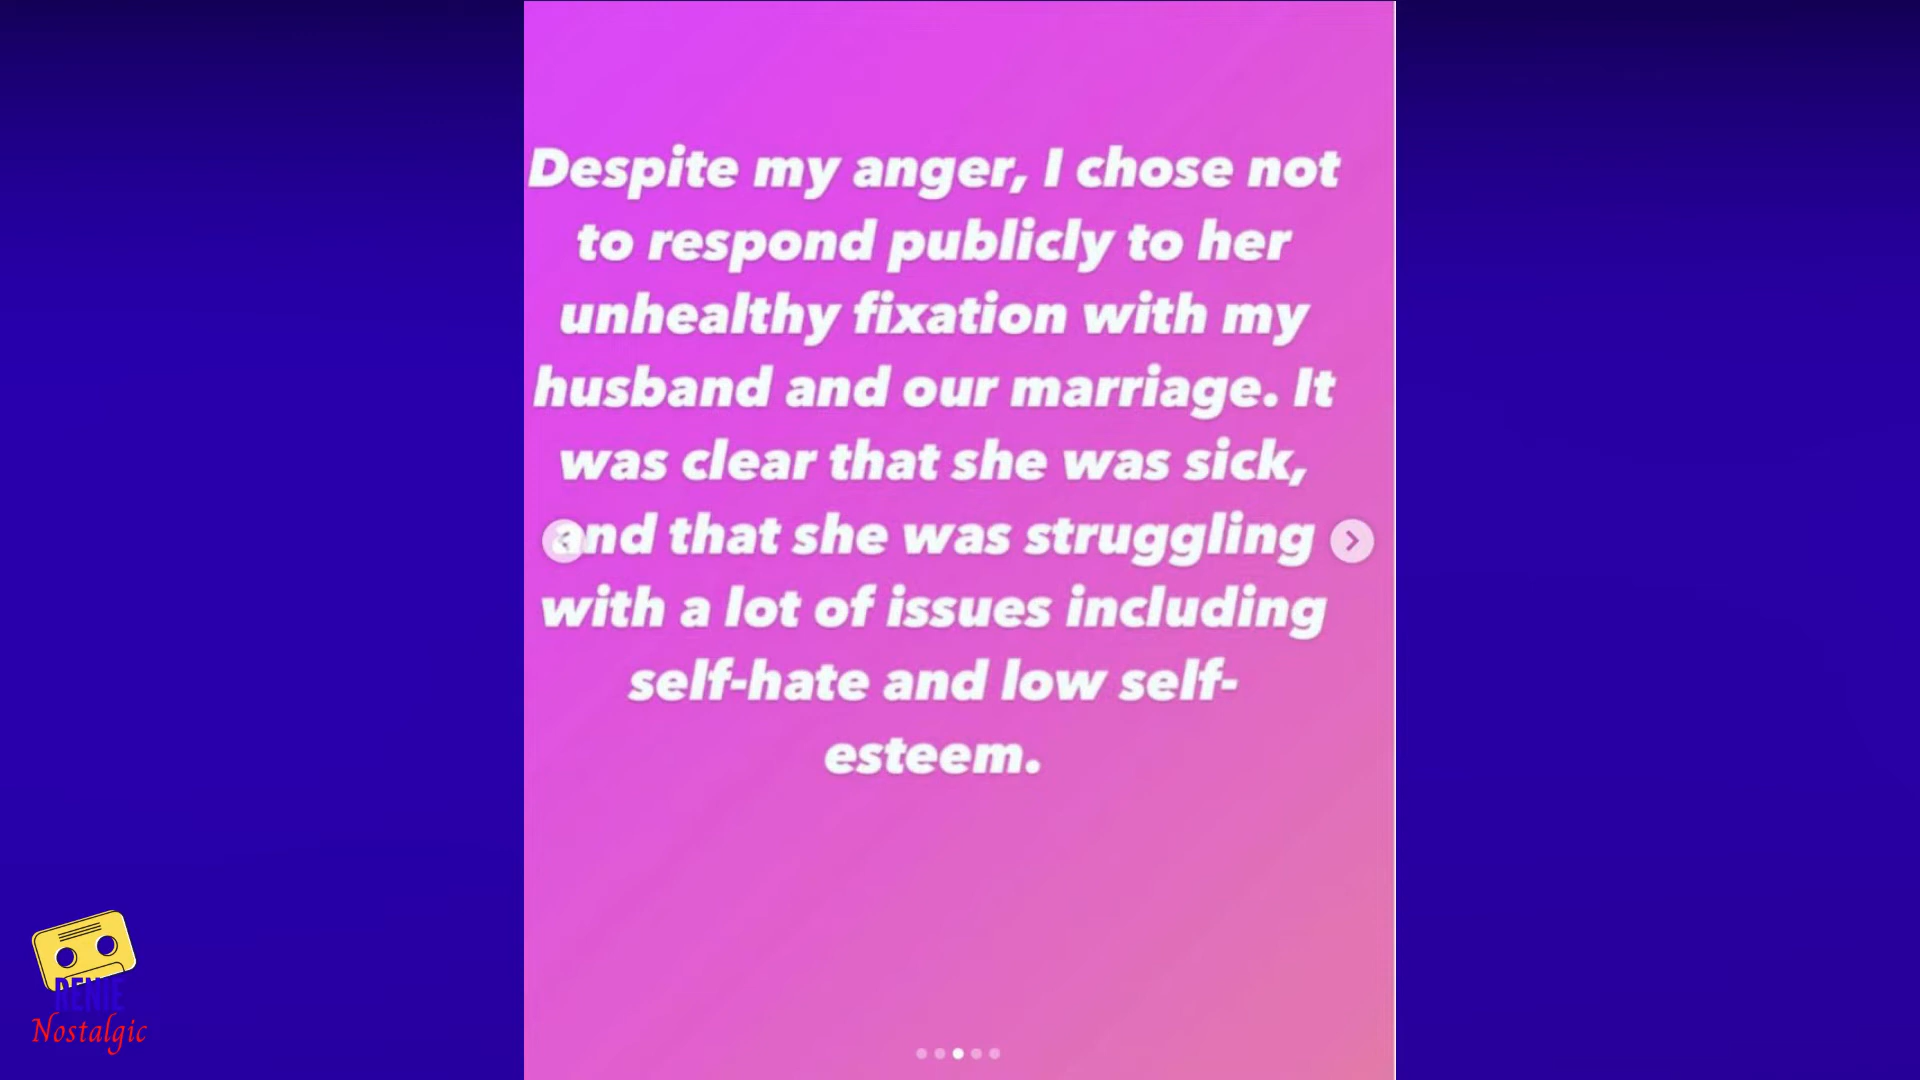 Despite my anger, I chose not
to respond publicly to her
unhealthy fixation with my
husband and our marriage. It
was clear that she was sick,
and that she was struggling
with a lot of issues including
self-hate and low self-
esteem.
RENIE
Nostalgic